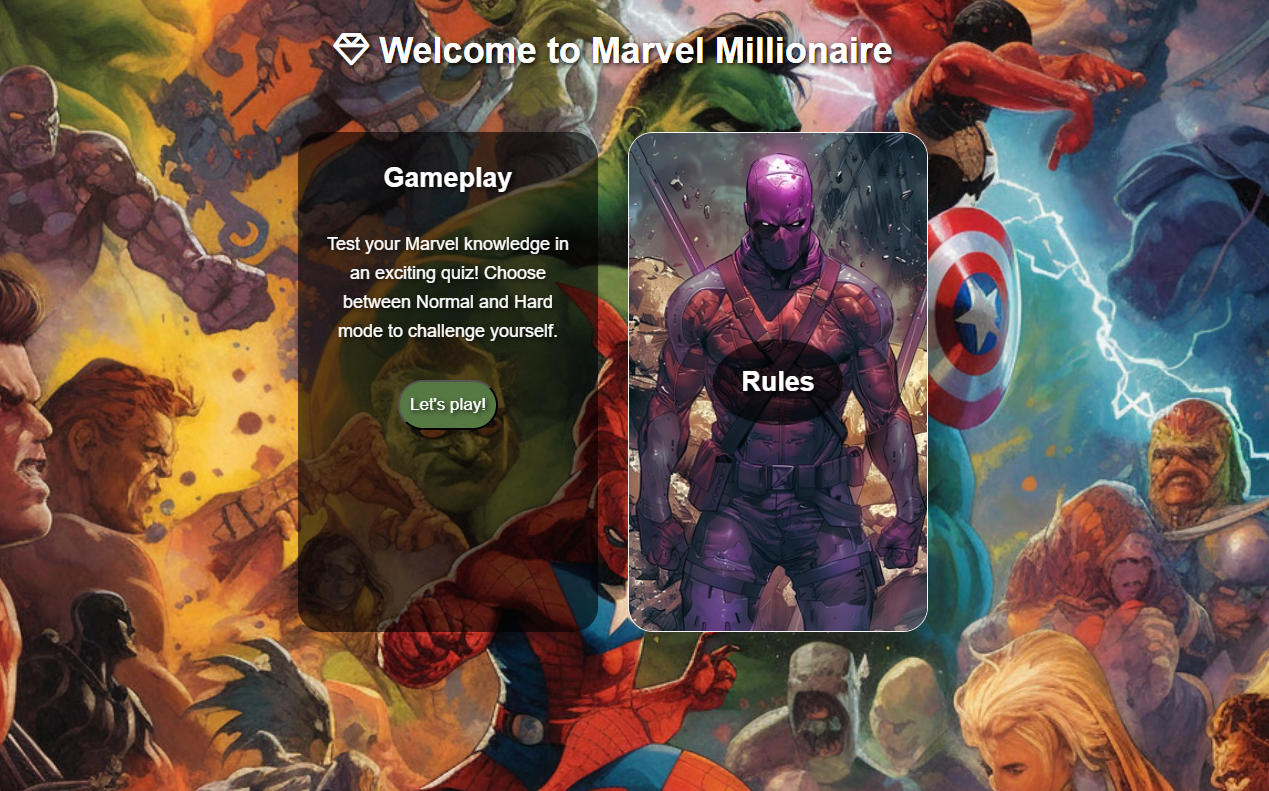 Welcome to Marvel Millionaire
Gameplay
Test your Marvel knowledge in
an exciting quiz! Choose
between Normal and Hard
mode to challenge yourself.
Let's play!
Rules